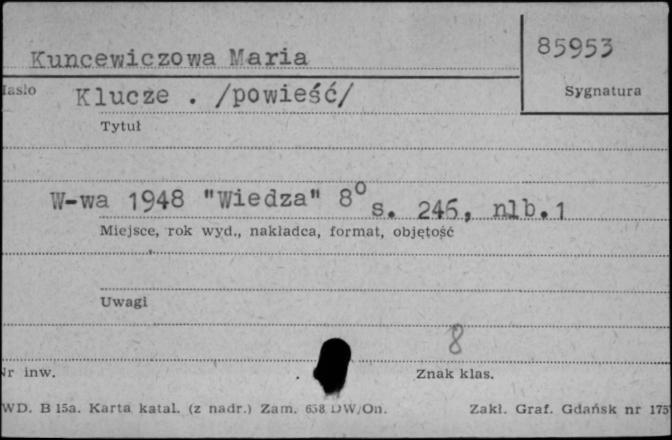 Kuncewiczowa Maria
85953
Hasło Klucze . /powieść/
Sygnatura
Tytuł
W-wa 1948 "Wiedza" 8° s. 246, nlb.1
Miejsce, rok wyd., nakładca, format, objętość
Uwagi
8
Nr inw.
Znak klas.
WD. B 15a. Karta katal. (z nadr.) Zam. 658 DW/On. Zakł. Graf. Gdańsk nr 175